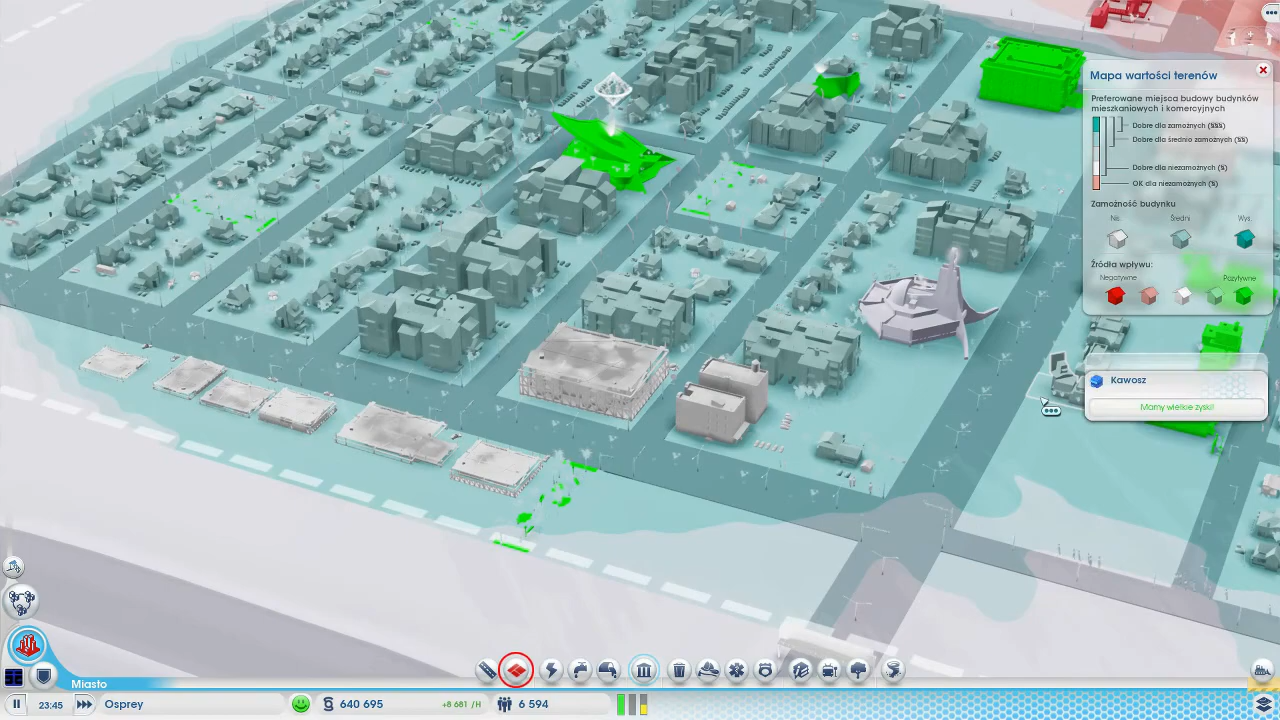 Mapa wartości terenów
Preferowane miejsca budowy budynków
mieszkaniowych i komercyjnych
Dobre dla zamożnych (§§§)
Dobre dla średnio zamożnych (§§)
Dobre dla niezamożnych (§)
OK dla niezamożnych (§)
Zamożność budynku
Nis.
Średni
Wys.
Źródła wpływu:
Negatywne
Pozytywne
Kawosz
Mamy wielkie zyski!
Miasto
23:45
Osprey
640 695
+8 681 /H
6 594